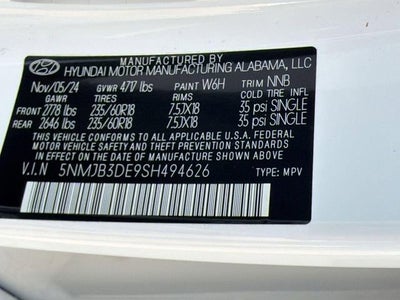 MANUFACTURED BY
HYUNDAI MOTOR MANUFACTURING ALABAMA, LLC
Nov/05/24 GVWR 4717 lbs PAINT W6H TRIM NNB
GAWR TIRES RIMS COLD TIRE INFL.
FRONT 2778 lbs 235/60R18 7.5JX18 35 psi SINGLE
REAR 2646 lbs 235/60R18 7.5JX18 35 psi SINGLE
THIS VEHICLE CONFORMS TO ALL APPLICABLE U.S. FEDERAL
MOTOR VEHICLE SAFETY AND THEFT PREVENTION STANDARDS
IN EFFECT ON THE DATE OF MANUFACTURE SHOWN ABOVE.
V.I.N 5NMJB3DE9SH494626 TYPE: MPV